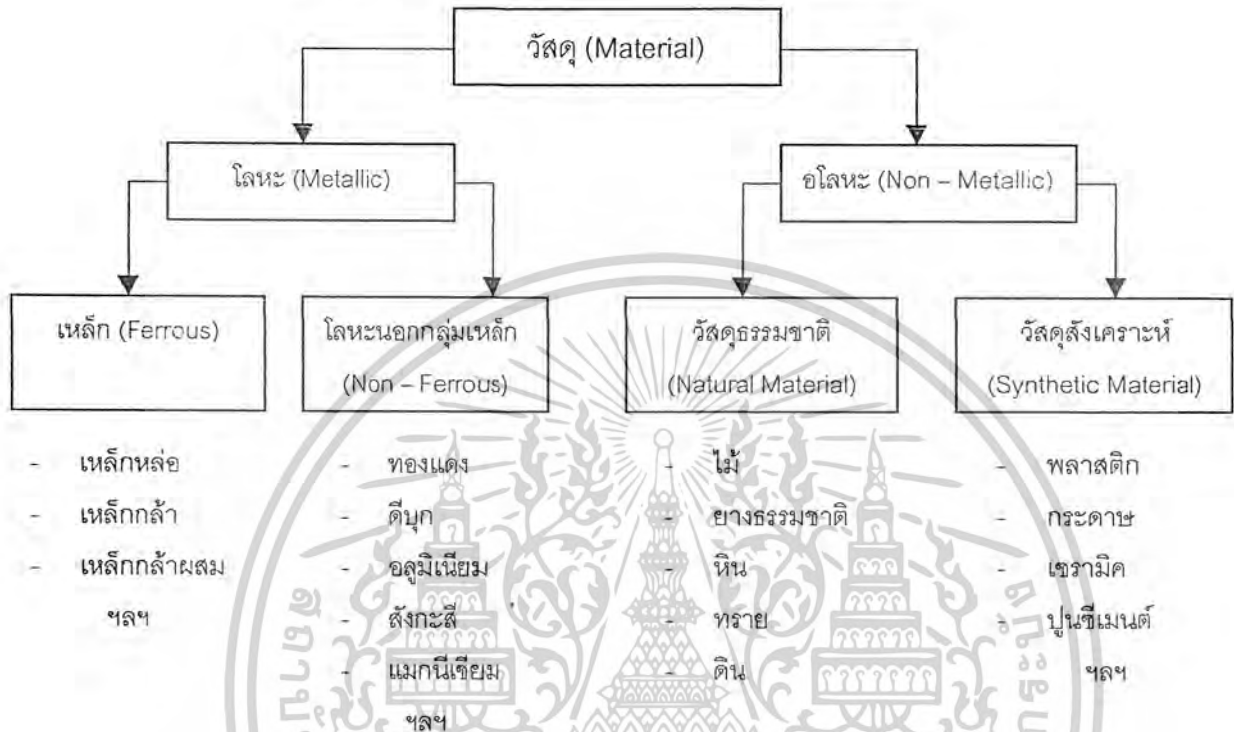 วัสดุ (Material)
โลหะ (Metallic)
อโลหะ (Non – Metallic)
เหล็ก (Ferrous)
โลหะนอกกลุ่มเหล็ก
(Non – Ferrous)
วัสดุธรรมชาติ
(Natural Material)
วัสดุสังเคราะห์
(Synthetic Material)
- เหล็กหล่อ
- เหล็กกล้า
- เหล็กกล้าผสม
ฯลฯ
- ทองแดง
- ดีบุก
- อลูมิเนียม
- สังกะสี
- แมกนีเซียม
ฯลฯ
- ไม้
- ยางธรรมชาติ
- หิน
- ทราย
- ดิน
- พลาสติก
- กระดาษ
- เซรามิค
- ปูนซีเมนต์
ฯลฯ